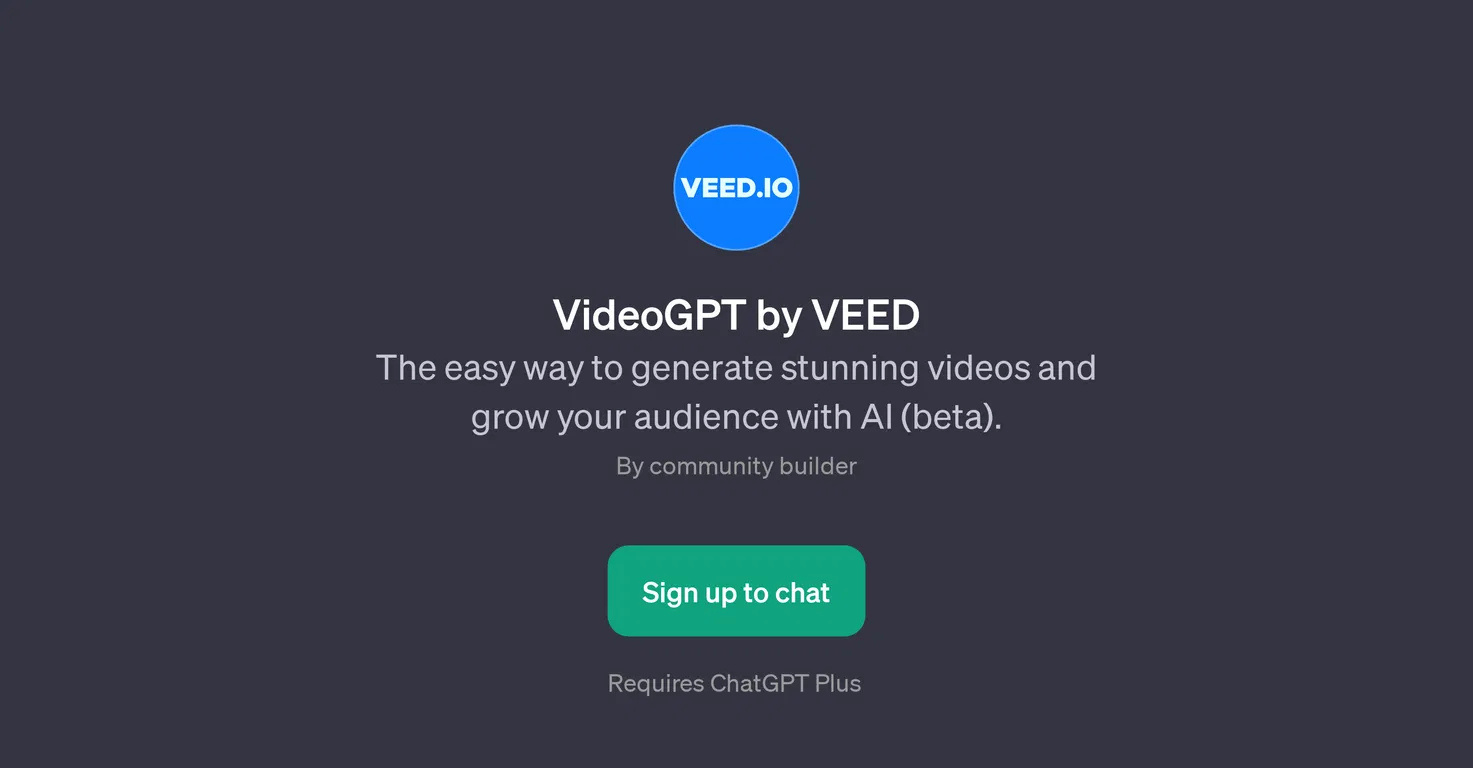 VEED.IO
VideoGPT by VEED
The easy way to generate stunning videos and
grow your audience with AI (beta).
By community builder
Sign up to chat
Requires ChatGPT Plus